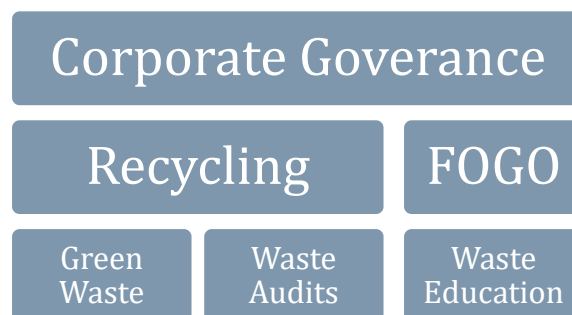 Corporate Goverance
Recycling
FOGO
Green
Waste
Waste
Audits
Waste
Education